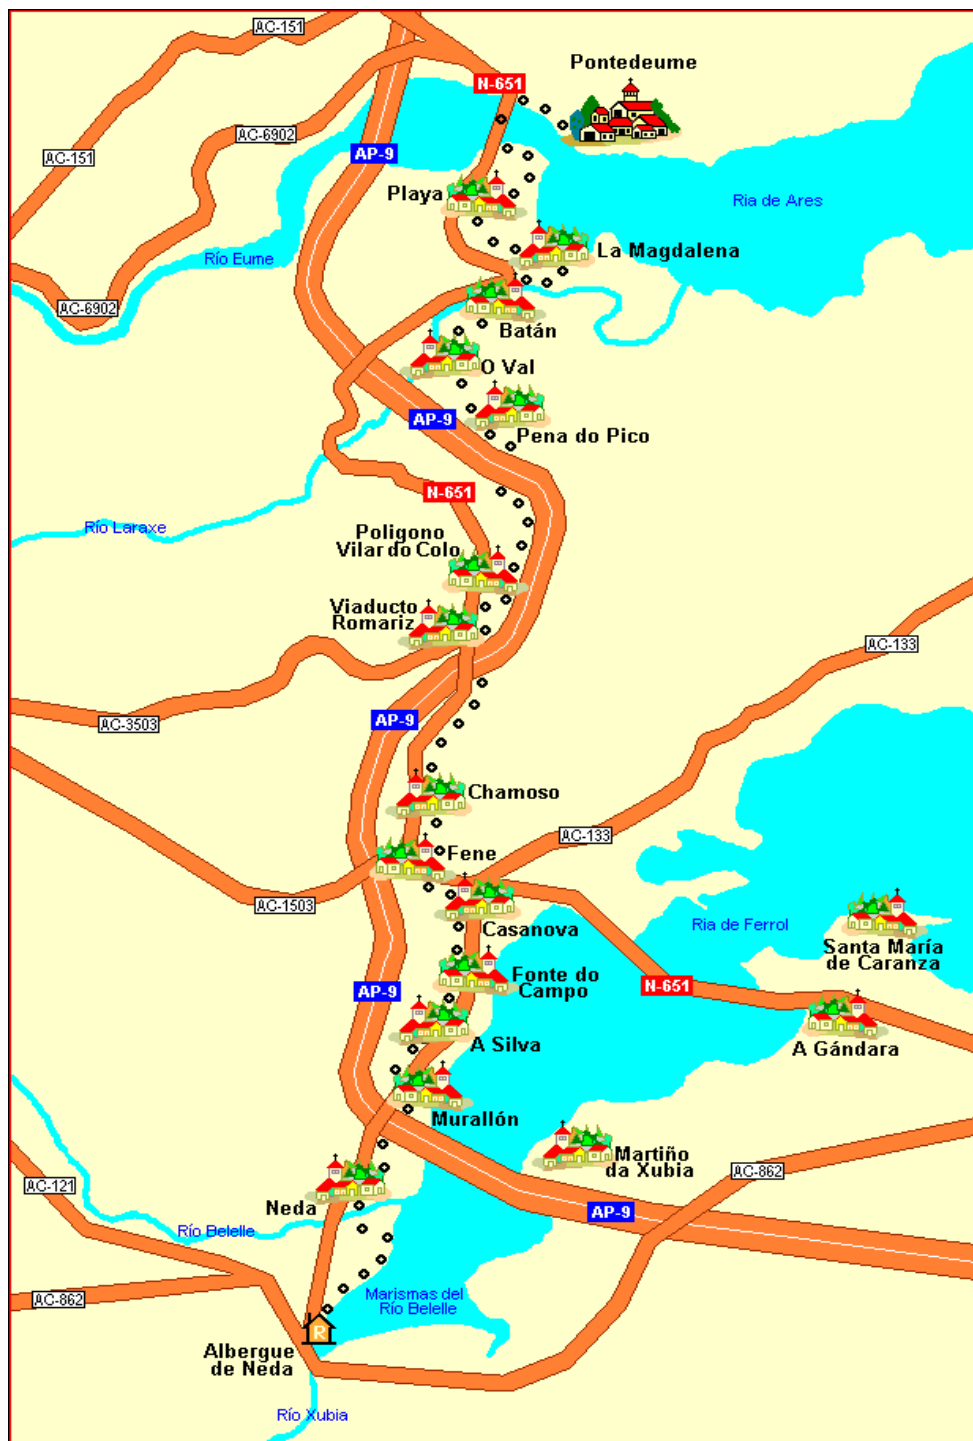 AC-151
Pontedeume
N-651
AC-6902
AC-151
AP-9
Playa
Ria de Ares
La Magdalena
Río Eume
AC-6902
Batán
O Val
AP-9
Pena do Pico
N-651
Río Laraxe
Poligono
Vilar do Colo
Viaducto
Romariz
AC-133
AP-9
AC-3503
Chamoso
AC-133
Fene
AC-1503
Casanova
Ria de Ferrol
Santa María
de Caranza
Fonte do
Campo
N-651
AP-9
A Silva
A Gándara
Murallón
Martiño
da Xubia
AC-862
AC-121
Neda
AP-9
Río Belelle
Marismas del
Río Belelle
AC-862
R
Albergue
de Neda
Río Xubia